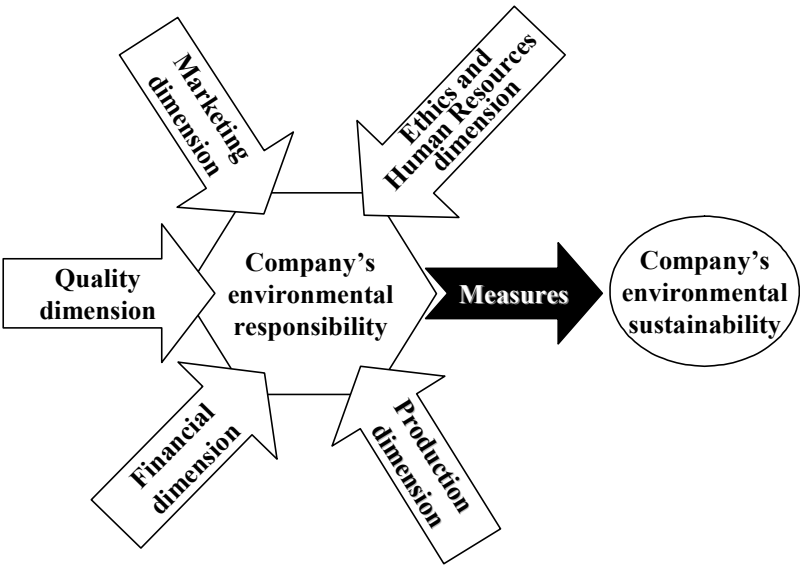 Marketing
dimension
Ethics and
Human Resources
dimension
Quality
dimension
Company’s
environmental
responsibility
Measures
Company’s
environmental
sustainability
Financial
dimension
Production
dimension